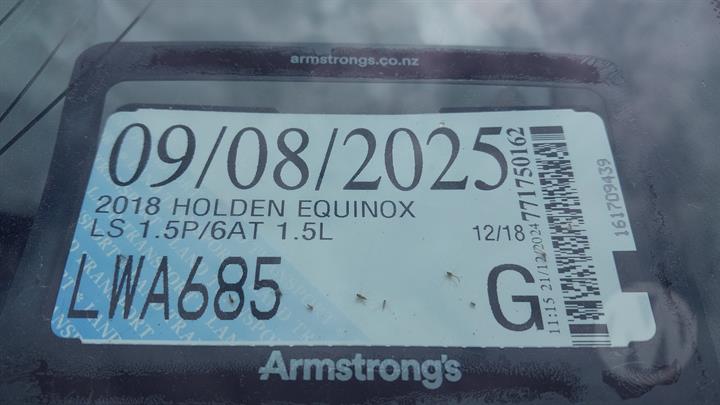 armstrongs.co.nz
09/08/2025
2018 HOLDEN EQUINOX
LS 1.5P/6AT 1.5L
12/18
LWA685
G
11:15 21/12/2024
771750162
161709439
Armstrong's